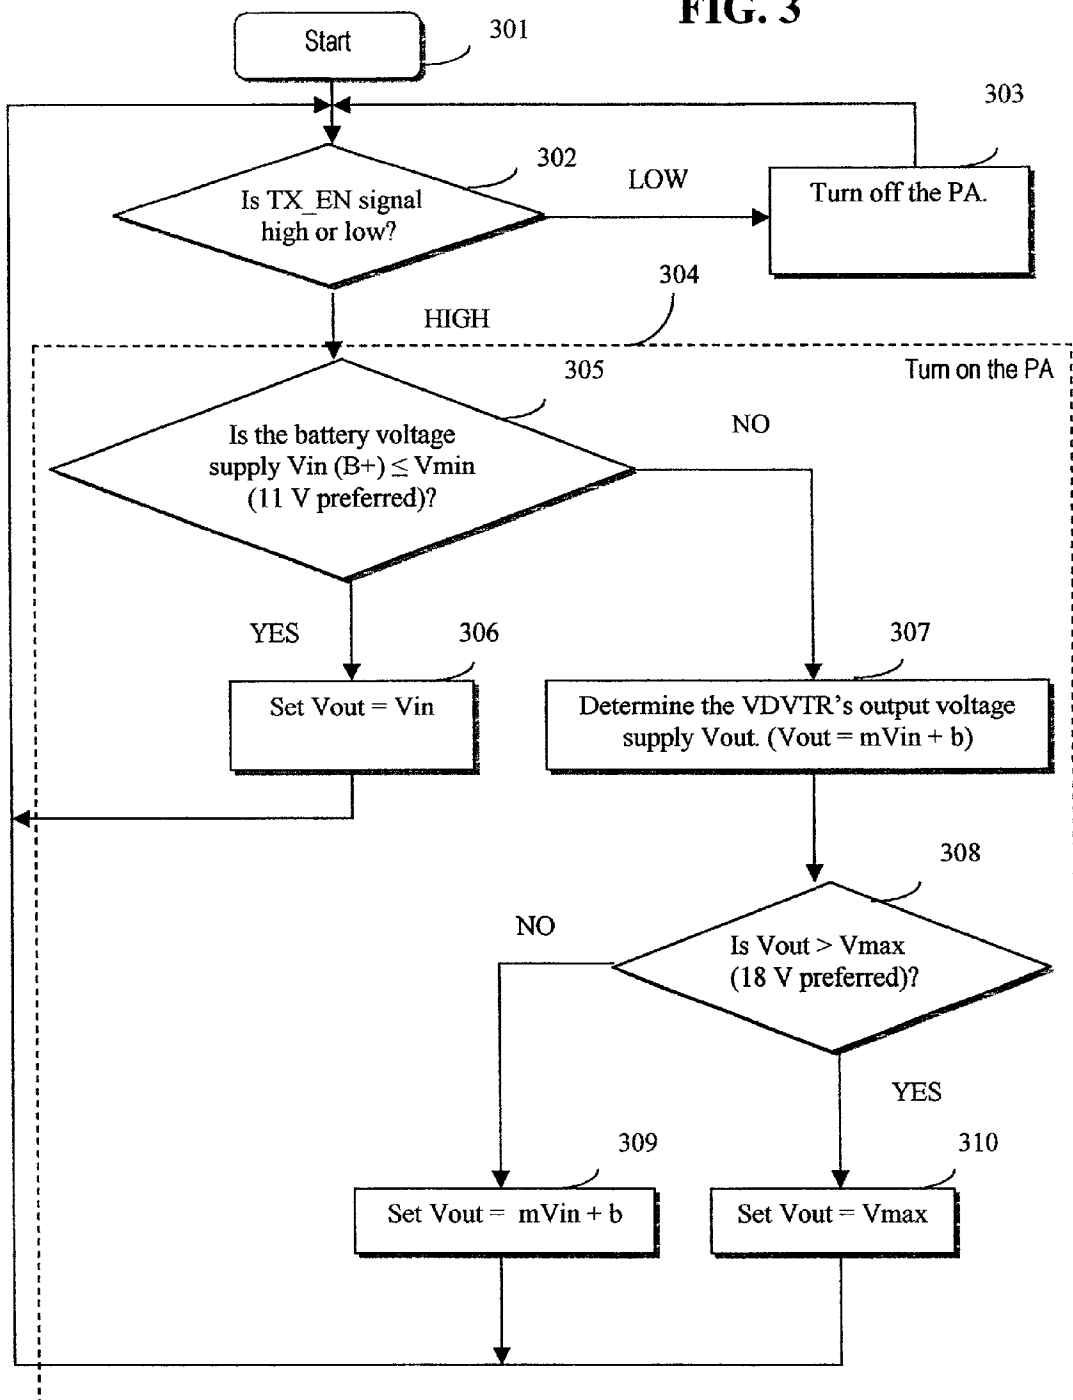 FIG. 3
Start
301
303
302
Is TX_EN signal
high or low?
LOW
Turn off the PA.
304
HIGH
Turn on the PA
305
Is the battery voltage
supply Vin (B+) ≤ Vmin
(11 V preferred)?
NO
YES
306
307
Set Vout = Vin
Determine the VDVTR's output voltage
supply Vout. (Vout = mVin + b)
308
NO
Is Vout > Vmax
(18 V preferred)?
YES
309
310
Set Vout = mVin + b
Set Vout = Vmax